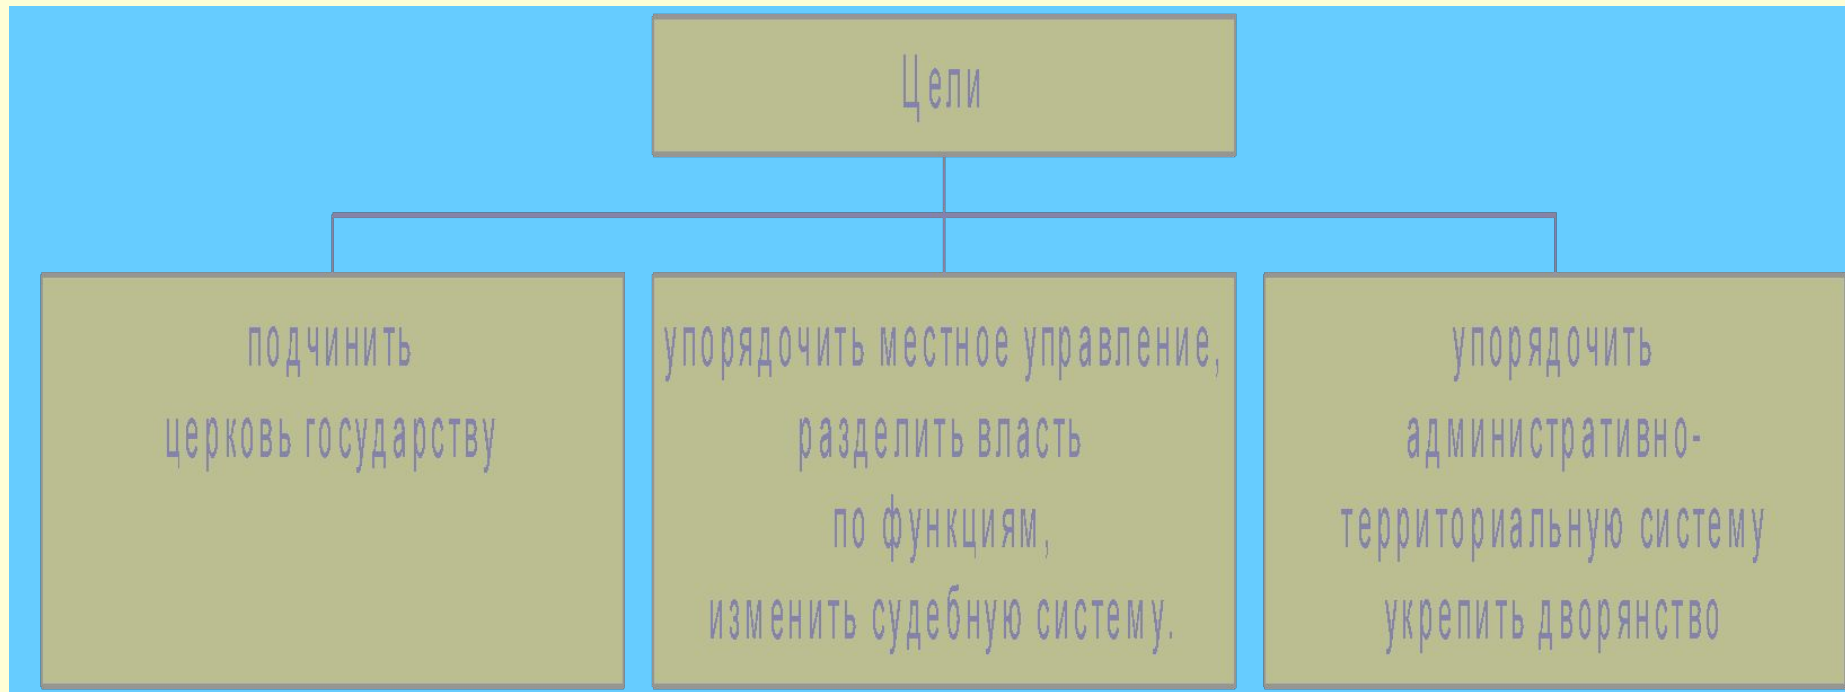 Цели
подчинить
церковь государству
упорядочить местное управление,
разделить власть
по функциям,
изменить судебную систему.
упорядочить
административно-
территориальную систему
укрепить дворянство